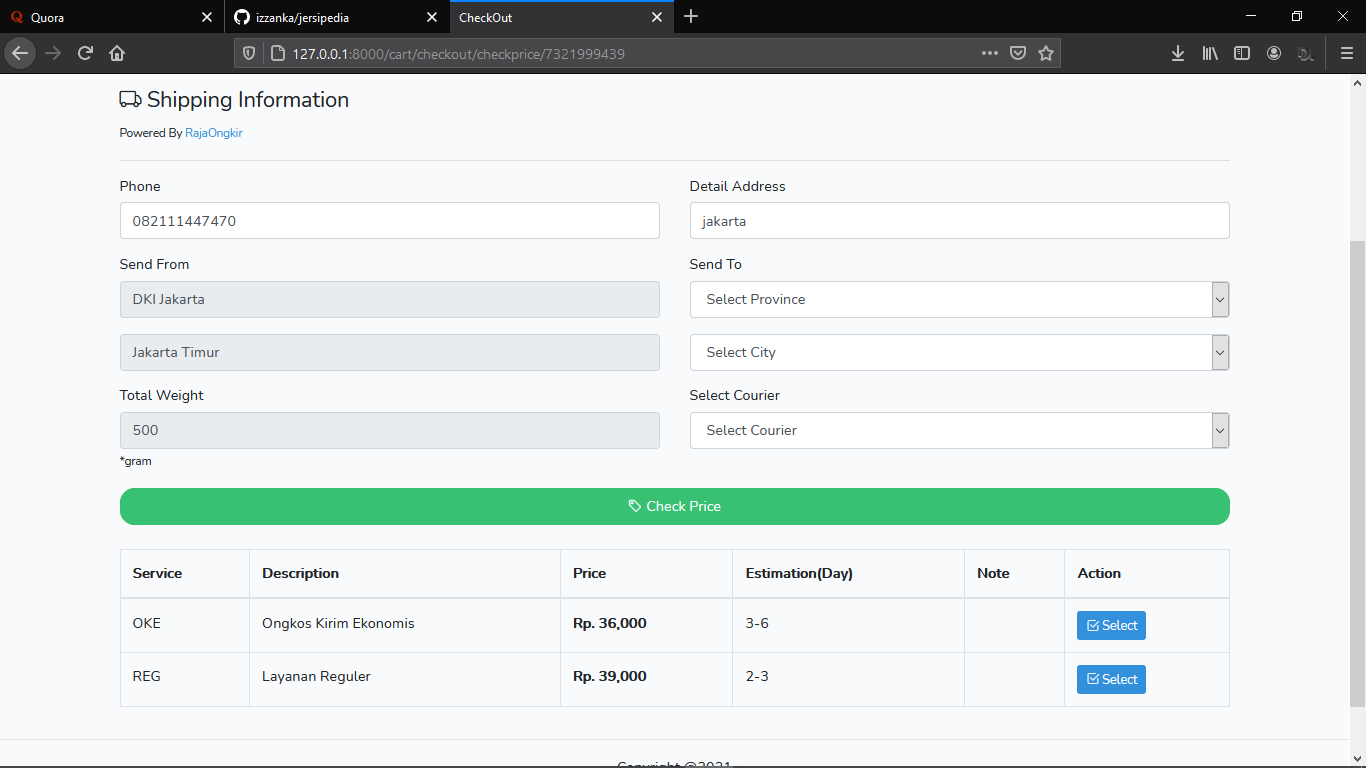 Quora
izzanka/jersipedia
CheckOut
127.0.0.1:8000/cart/checkout/checkprice/7321999439
Shipping Information
Powered By RajaOngkir
Phone
Detail Address
082111447470
jakarta
Send From
Send To
DKI Jakarta
Select Province
Jakarta Timur
Select City
Total Weight
Select Courier
500
Select Courier
*gram
Check Price
Service Description Price Estimation(Day) Note Action
OKE Ongkos Kirim Ekonomis Rp. 36,000 3-6 Select
REG Layanan Reguler Rp. 39,000 2-3 Select
Copyright @2021